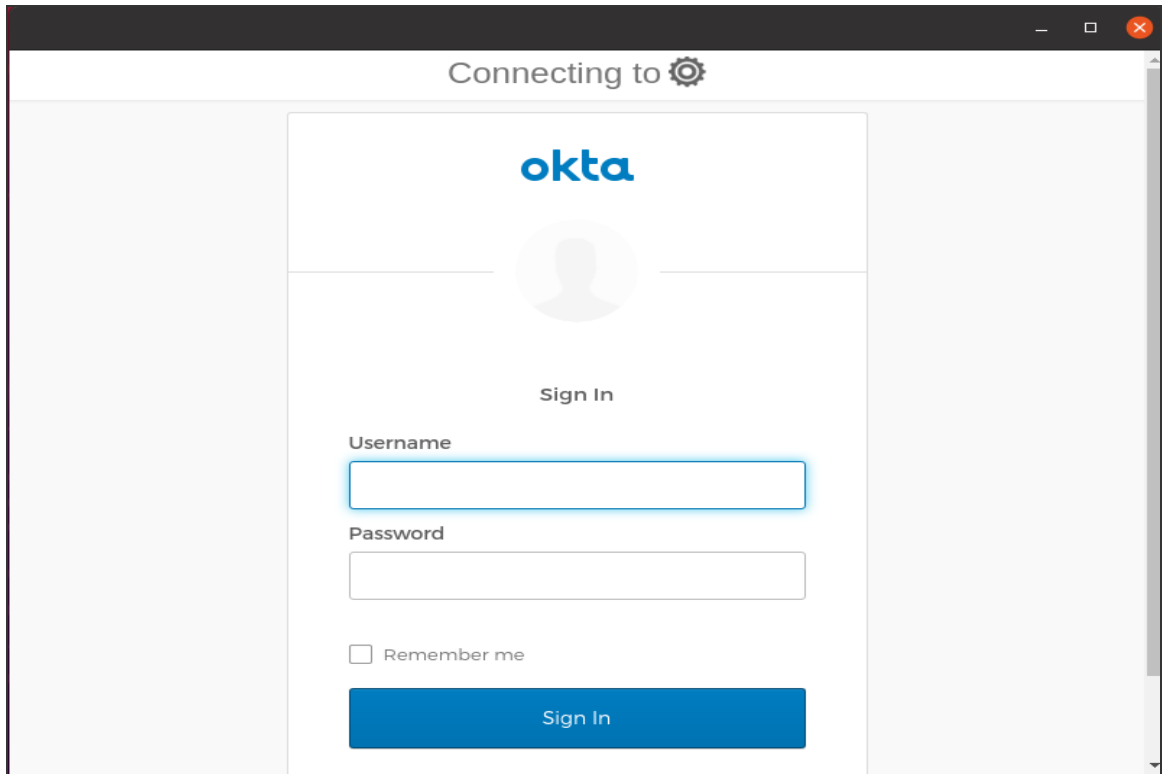 Connecting to
okta
Sign In
Username
Password
Remember me
Sign In